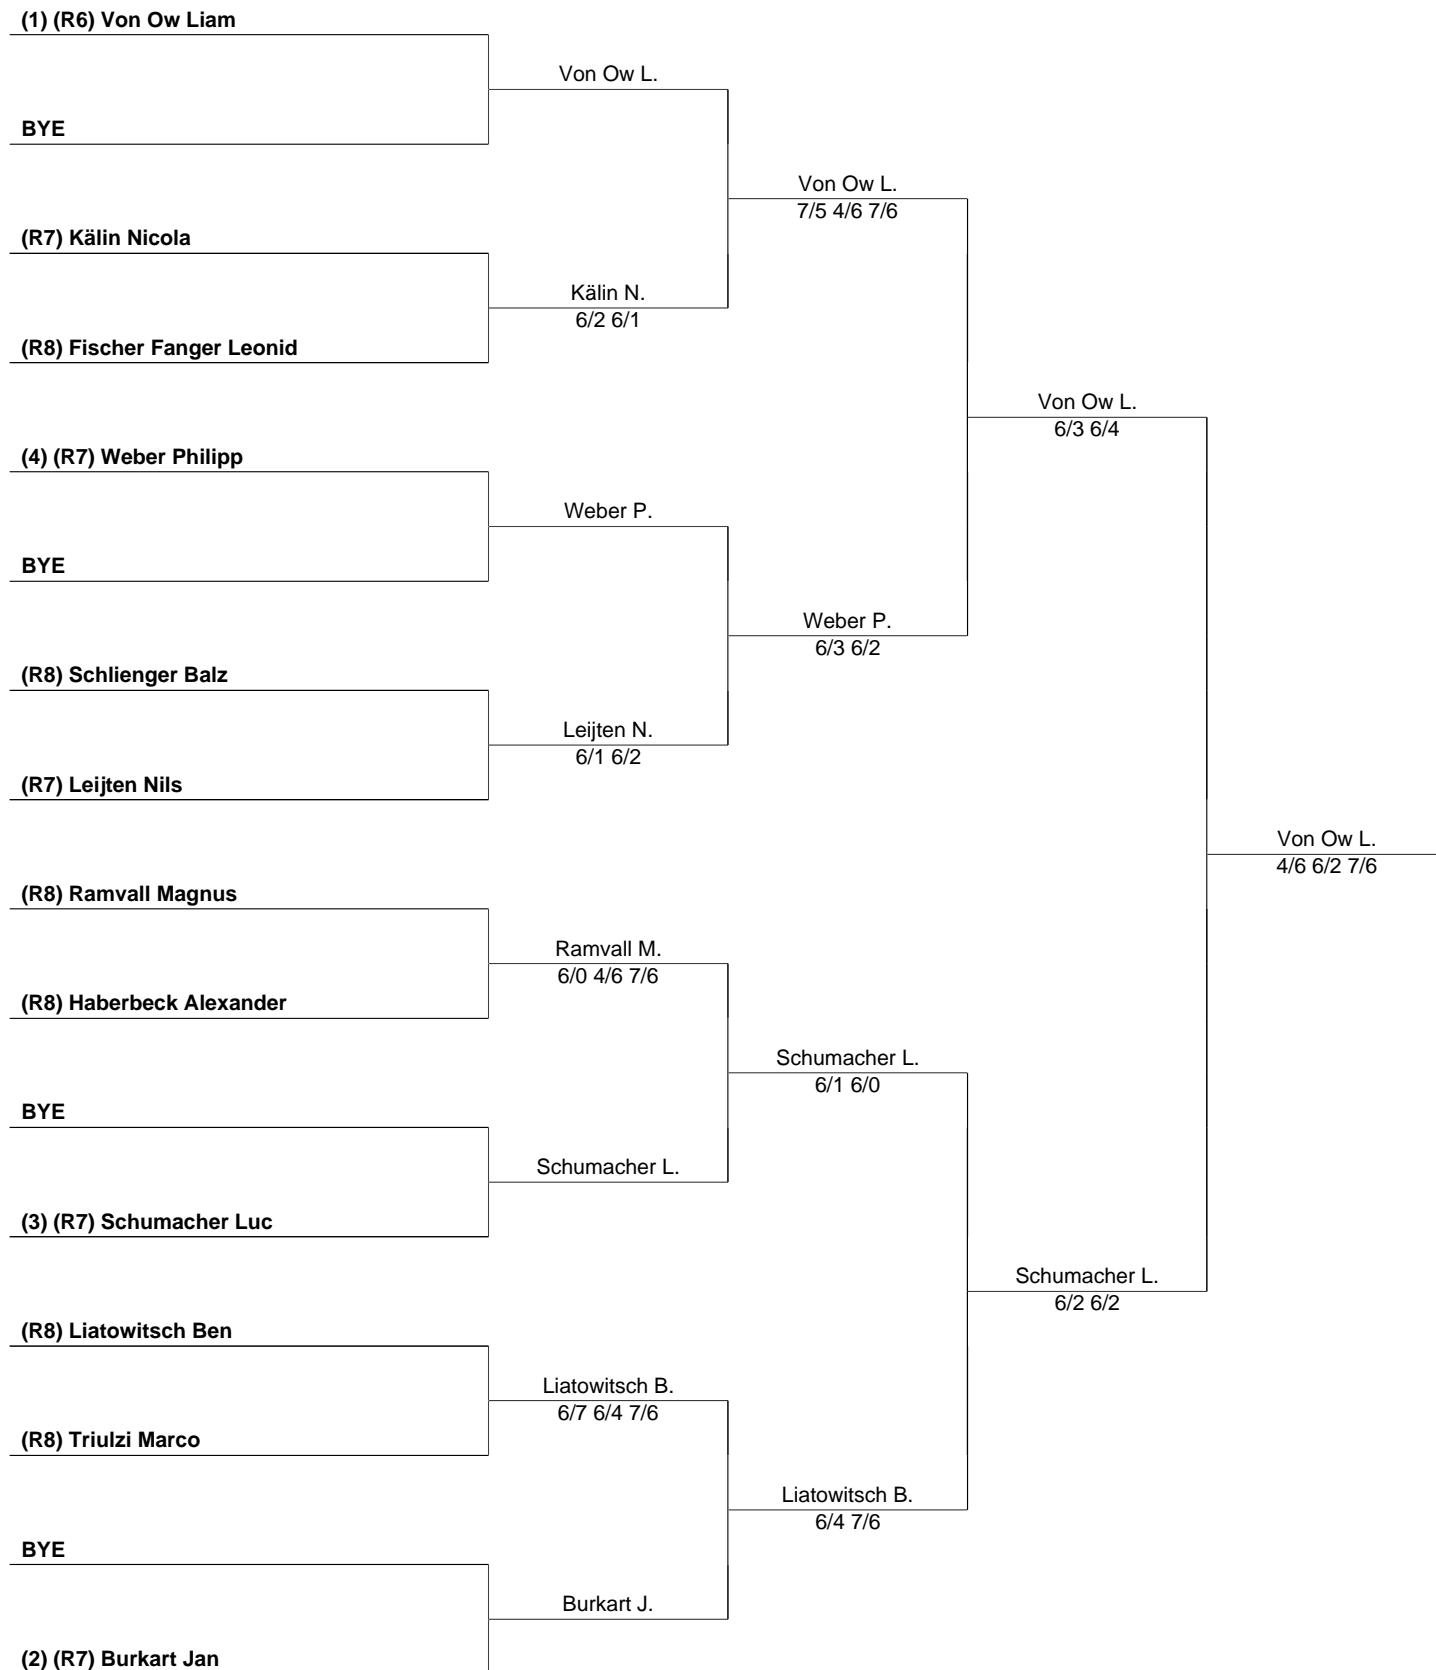 (1) (R6) Von Ow Liam
Von Ow L.
BYE
Von Ow L.
7/5 4/6 7/6
(R7) Kälin Nicola
Kälin N.
6/2 6/1
(R8) Fischer Fanger Leonid
Von Ow L.
6/3 6/4
(4) (R7) Weber Philipp
Weber P.
BYE
Weber P.
6/3 6/2
(R8) Schlienger Balz
Leijten N.
6/1 6/2
(R7) Leijten Nils
Von Ow L.
4/6 6/2 7/6
(R8) Ramvall Magnus
Ramvall M.
6/0 4/6 7/6
(R8) Haberbeck Alexander
Schumacher L.
6/1 6/0
BYE
Schumacher L.
(3) (R7) Schumacher Luc
Schumacher L.
6/2 6/2
(R8) Liatowitsch Ben
Liatowitsch B.
6/7 6/4 7/6
(R8) Triulzi Marco
Liatowitsch B.
6/4 7/6
BYE
Burkart J.
(2) (R7) Burkart Jan